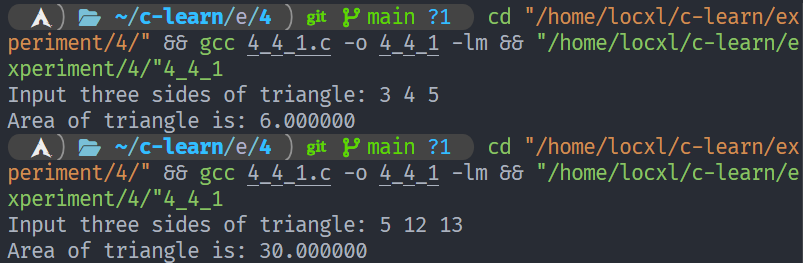 ) ~/c-learn/e/4 ) git main ?1 cd "/home/locxl/c-learn/ex
periment/4/" && gcc 4_4_1.c -o 4_4_1 -lm && "/home/locxl/c-learn/e
xperiment/4/"4_4_1
Input three sides of triangle: 3 4 5
Area of triangle is: 6.000000
) ~/c-learn/e/4 ) git main ?1 cd "/home/locxl/c-learn/ex
periment/4/" && gcc 4_4_1.c -o 4_4_1 -lm && "/home/locxl/c-learn/e
xperiment/4/"4_4_1
Input three sides of triangle: 5 12 13
Area of triangle is: 30.000000